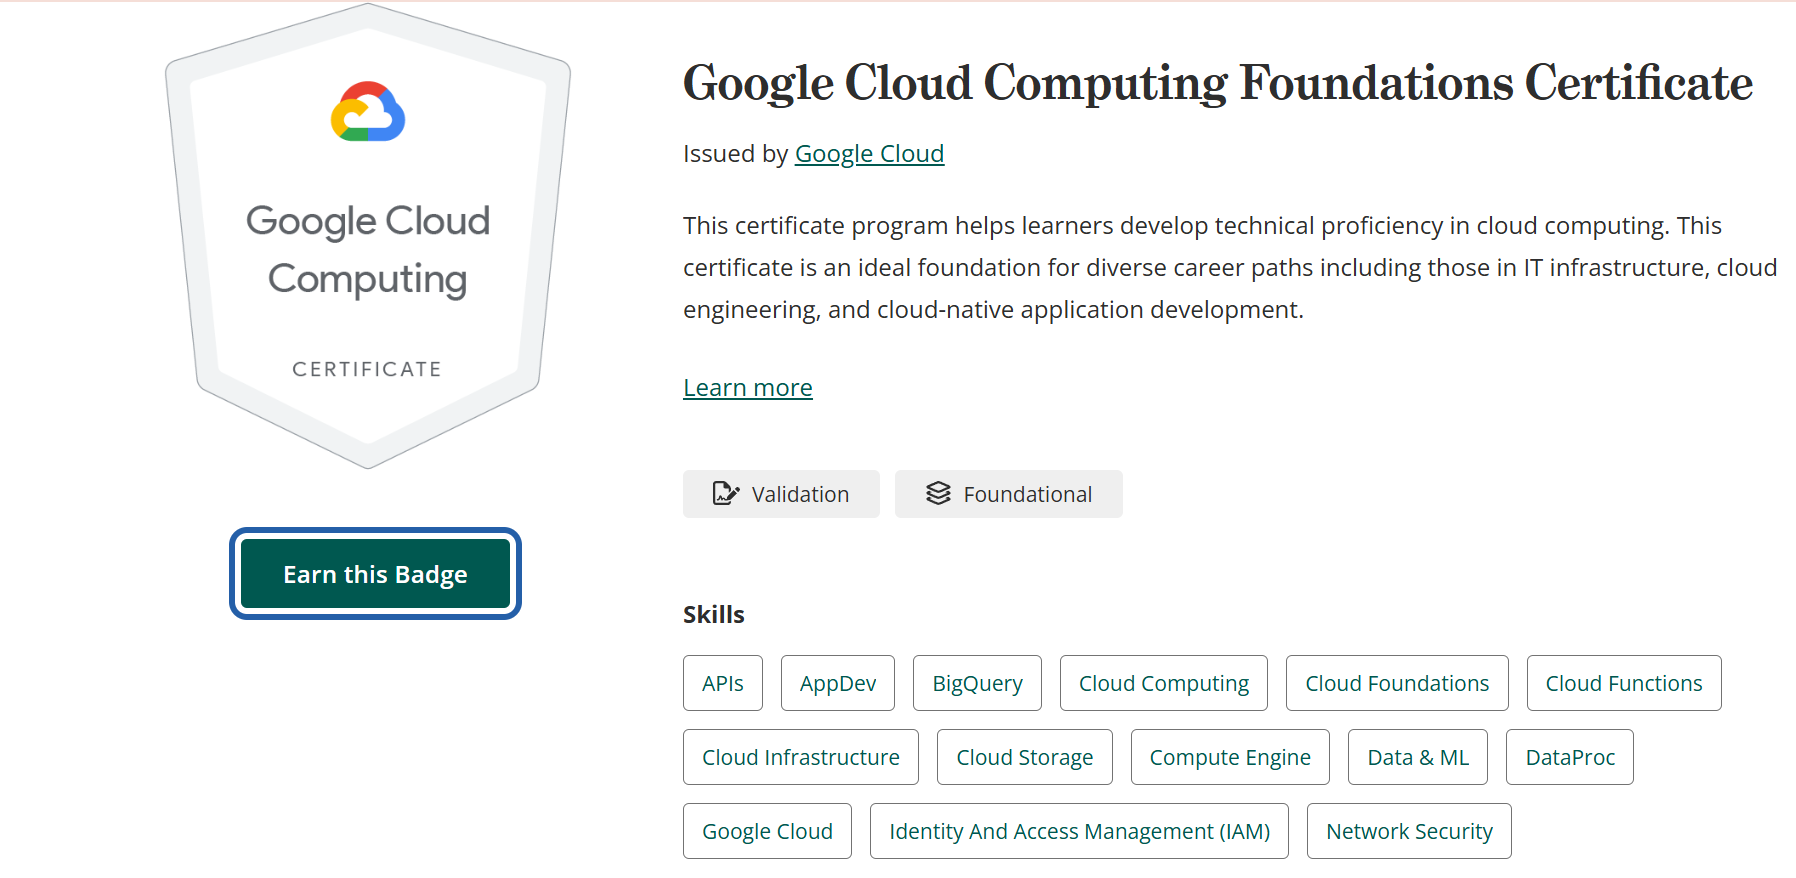 Google Cloud
Computing
CERTIFICATE
Earn this Badge
Google Cloud Computing Foundations Certificate
Issued by Google Cloud
This certificate program helps learners develop technical proficiency in cloud computing. This
certificate is an ideal foundation for diverse career paths including those in IT infrastructure, cloud
engineering, and cloud-native application development.
Learn more
Validation
Foundational
Skills
APIs
AppDev
BigQuery
Cloud Computing
Cloud Foundations
Cloud Functions
Cloud Infrastructure
Cloud Storage
Compute Engine
Data & ML
DataProc
Google Cloud
Identity And Access Management (IAM)
Network Security